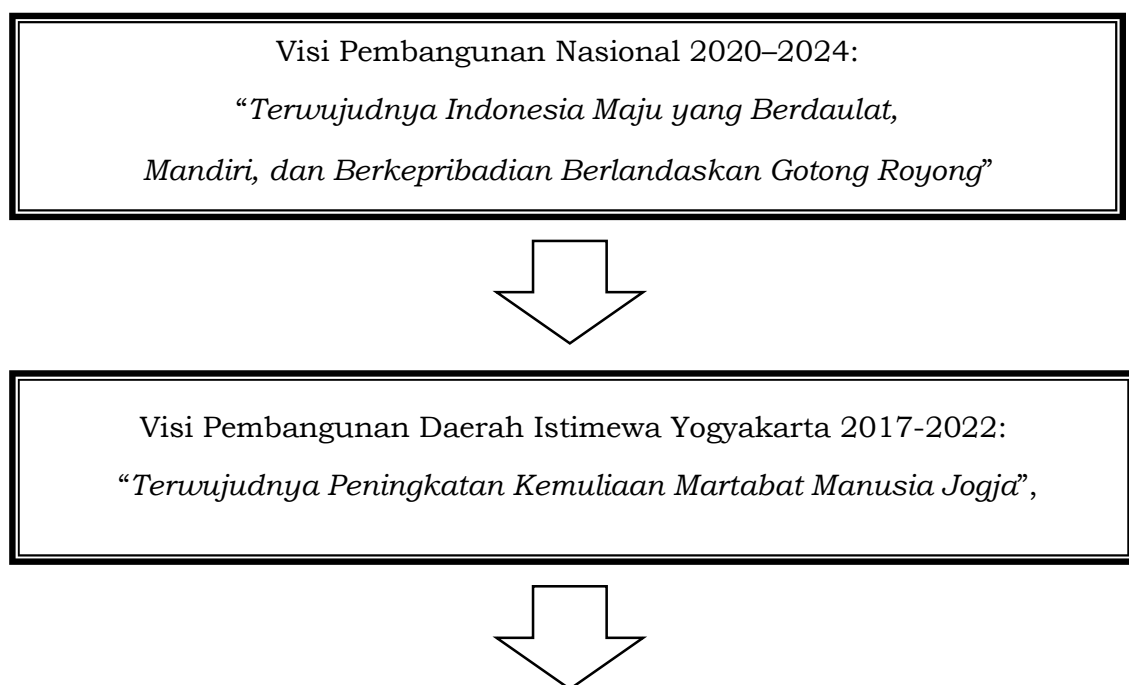 Visi Pembangunan Nasional 2020–2024:
“Terwujudnya Indonesia Maju yang Berdaulat,
Mandiri, dan Berkepribadian Berlandaskan Gotong Royong”
Visi Pembangunan Daerah Istimewa Yogyakarta 2017-2022:
“Terwujudnya Peningkatan Kemuliaan Martabat Manusia Jogja”,